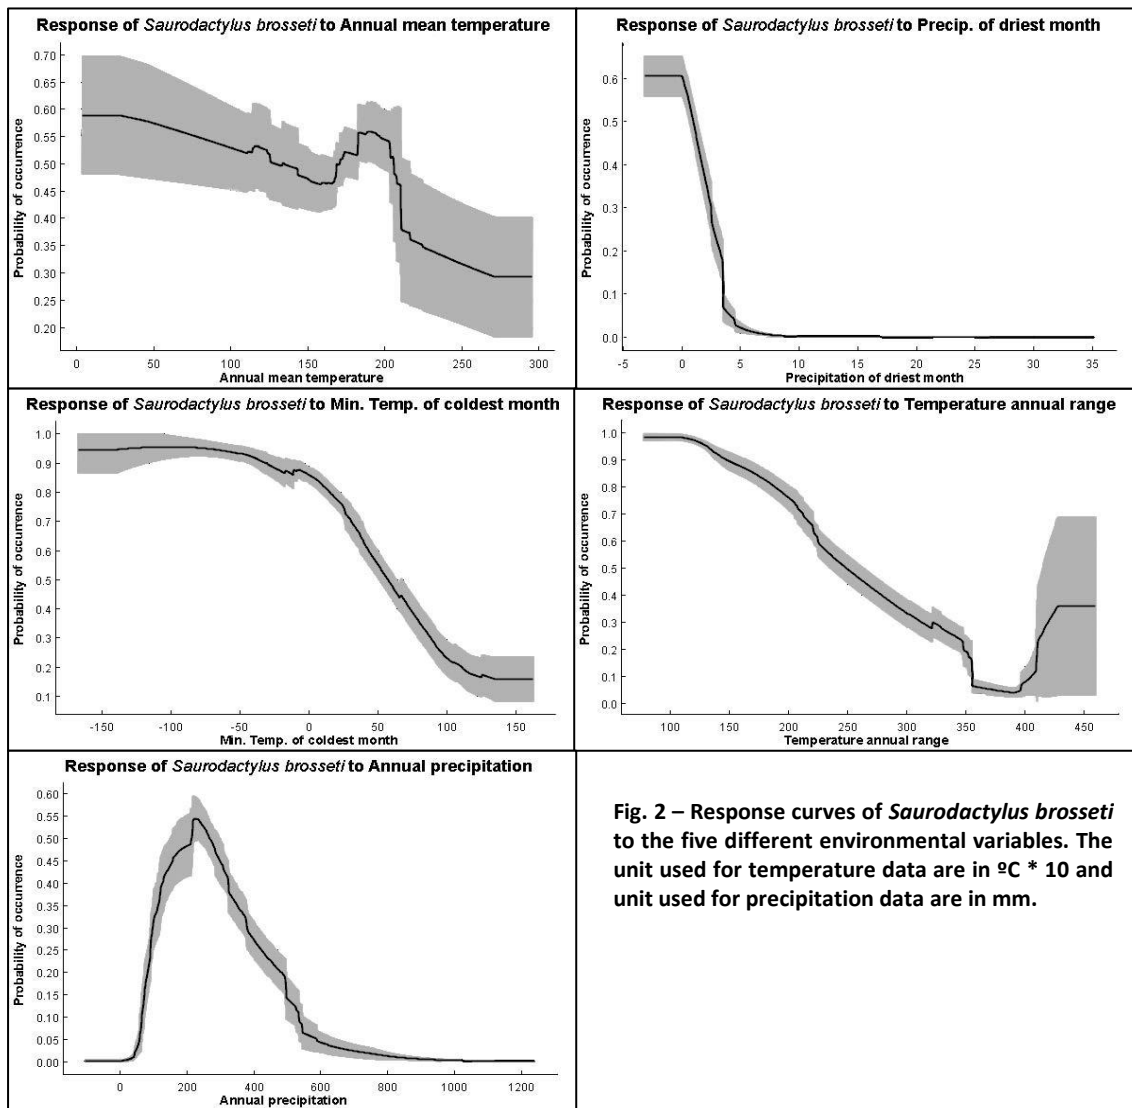 Response of Saurodactylus brosseti to Annual mean temperature
Probability of occurrence
0.70
0.65
0.60
0.55
0.50
0.45
0.40
0.35
0.30
0.25
0.20
0 50 100 150 200 250 300
Annual mean temperature
Response of Saurodactylus brosseti to Precip. of driest month
Probability of occurrence
0.6
0.5
0.4
0.3
0.2
0.1
0.0
-5 0 5 10 15 20 25 30 35
Precipitation of driest month
Response of Saurodactylus brosseti to Min. Temp. of coldest month
Probability of occurrence
1.0
0.9
0.8
0.7
0.6
0.5
0.4
0.3
0.2
0.1
-150 -100 -50 0 50 100 150
Min. Temp. of coldest month
Response of Saurodactylus brosseti to Temperature annual range
Probability of occurrence
1.0
0.9
0.8
0.7
0.6
0.5
0.4
0.3
0.2
0.1
0.0
100 150 200 250 300 350 400 450
Temperature annual range
Response of Saurodactylus brosseti to Annual precipitation
Probability of occurrence
0.60
0.55
0.50
0.45
0.40
0.35
0.30
0.25
0.20
0.15
0.10
0.05
0.00
0 200 400 600 800 1000 1200
Annual precipitation
Fig. 2 – Response curves of Saurodactylus brosseti
to the five different environmental variables. The
unit used for temperature data are in ºC * 10 and
unit used for precipitation data are in mm.